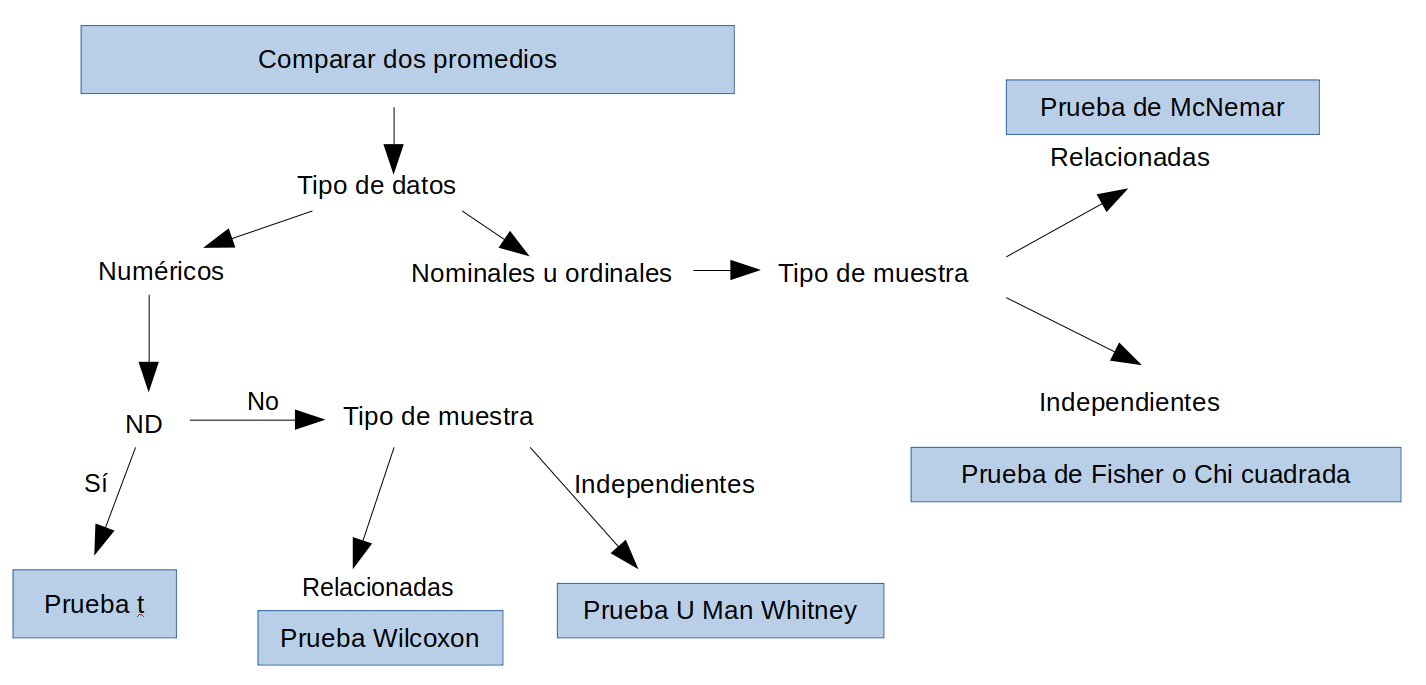 Comparar dos promedios
Prueba de McNemar
Relacionadas
Tipo de datos
Numéricos
Nominales u ordinales
Tipo de muestra
No
ND
Tipo de muestra
Independientes
Prueba de Fisher o Chi cuadrada
Sí
Independientes
Prueba t
Relacionadas
Prueba Wilcoxon
Prueba U Man Whitney